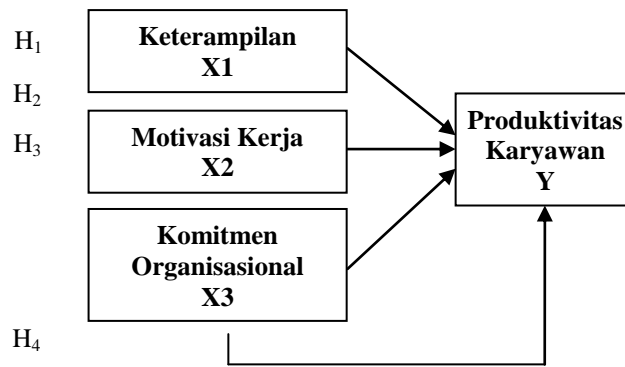 H₁
Keterampilan
X1
H₂
H₃
Motivasi Kerja
X2
Produktivitas
Karyawan
Y
Komitmen
Organisasional
X3
H₄